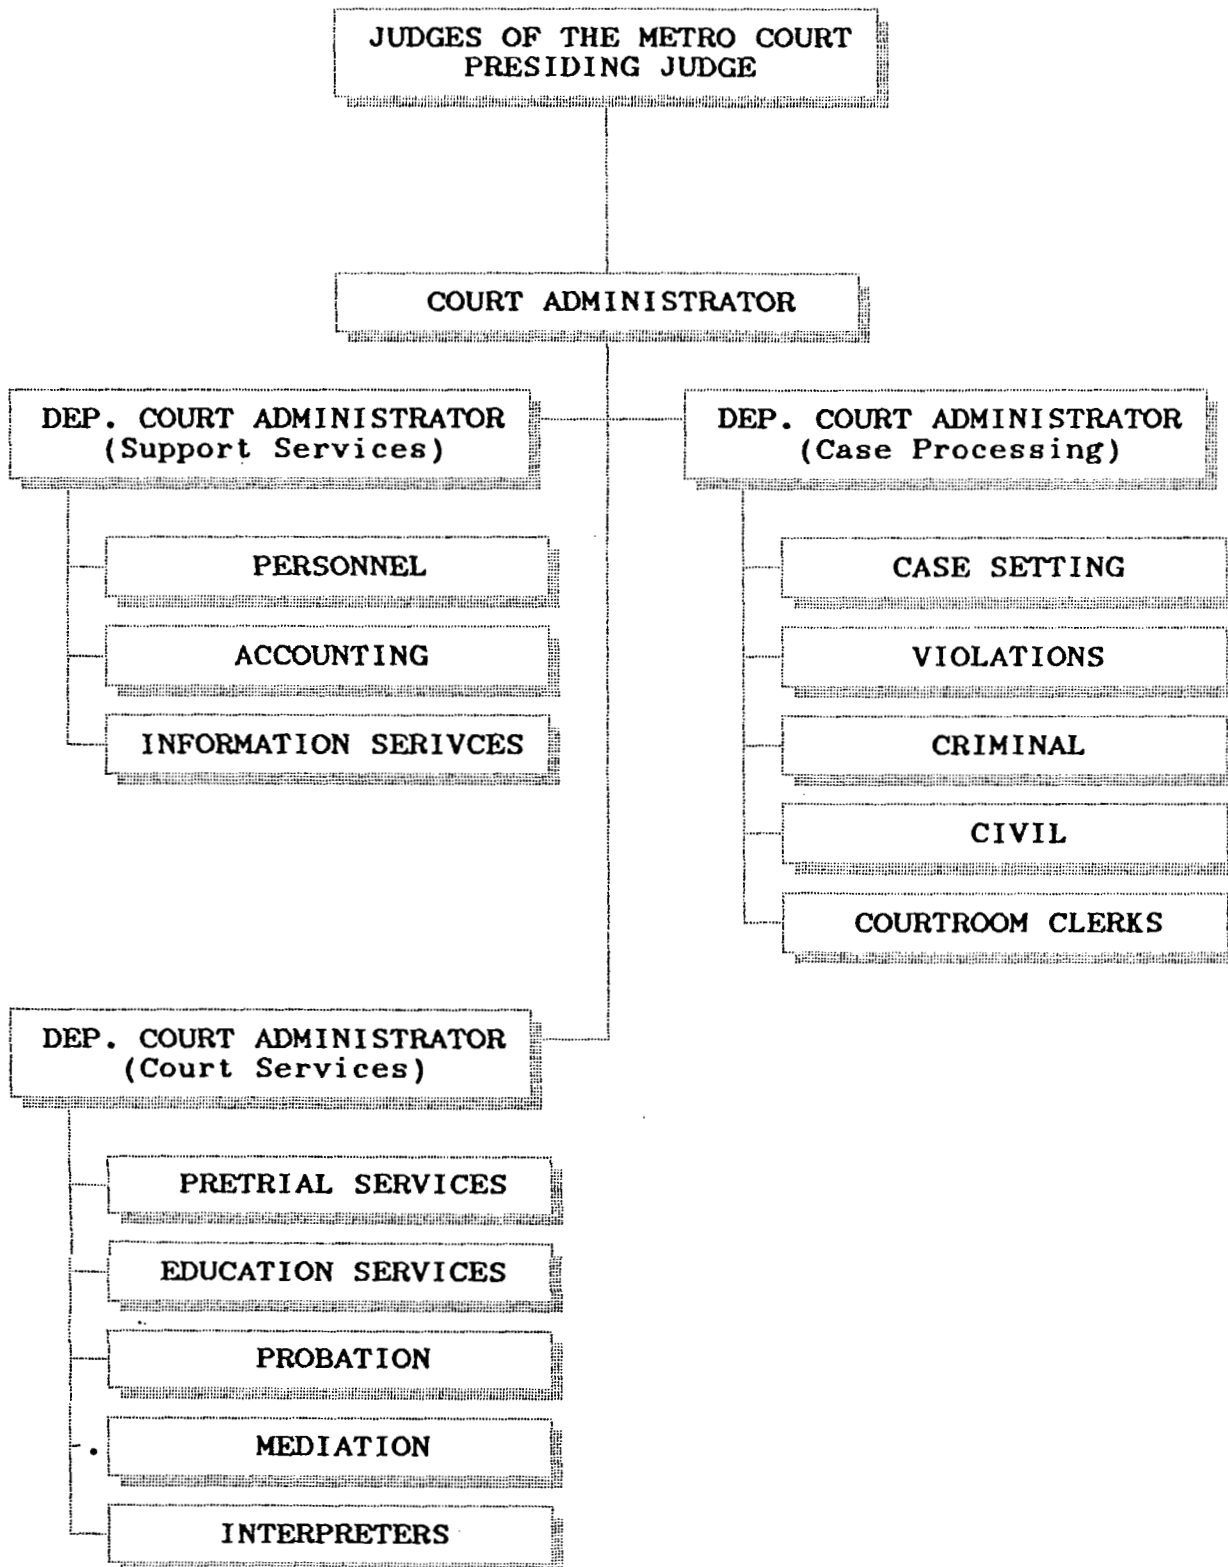 JUDGES OF THE METRO COURT
PRESIDING JUDGE
COURT ADMINISTRATOR
DEP. COURT ADMINISTRATOR
(Support Services)
PERSONNEL
ACCOUNTING
INFORMATION SERIVCES
DEP. COURT ADMINISTRATOR
(Case Processing)
CASE SETTING
VIOLATIONS
CRIMINAL
CIVIL
COURTROOM CLERKS
DEP. COURT ADMINISTRATOR
(Court Services)
PRETRIAL SERVICES
EDUCATION SERVICES
PROBATION
MEDIATION
INTERPRETERS